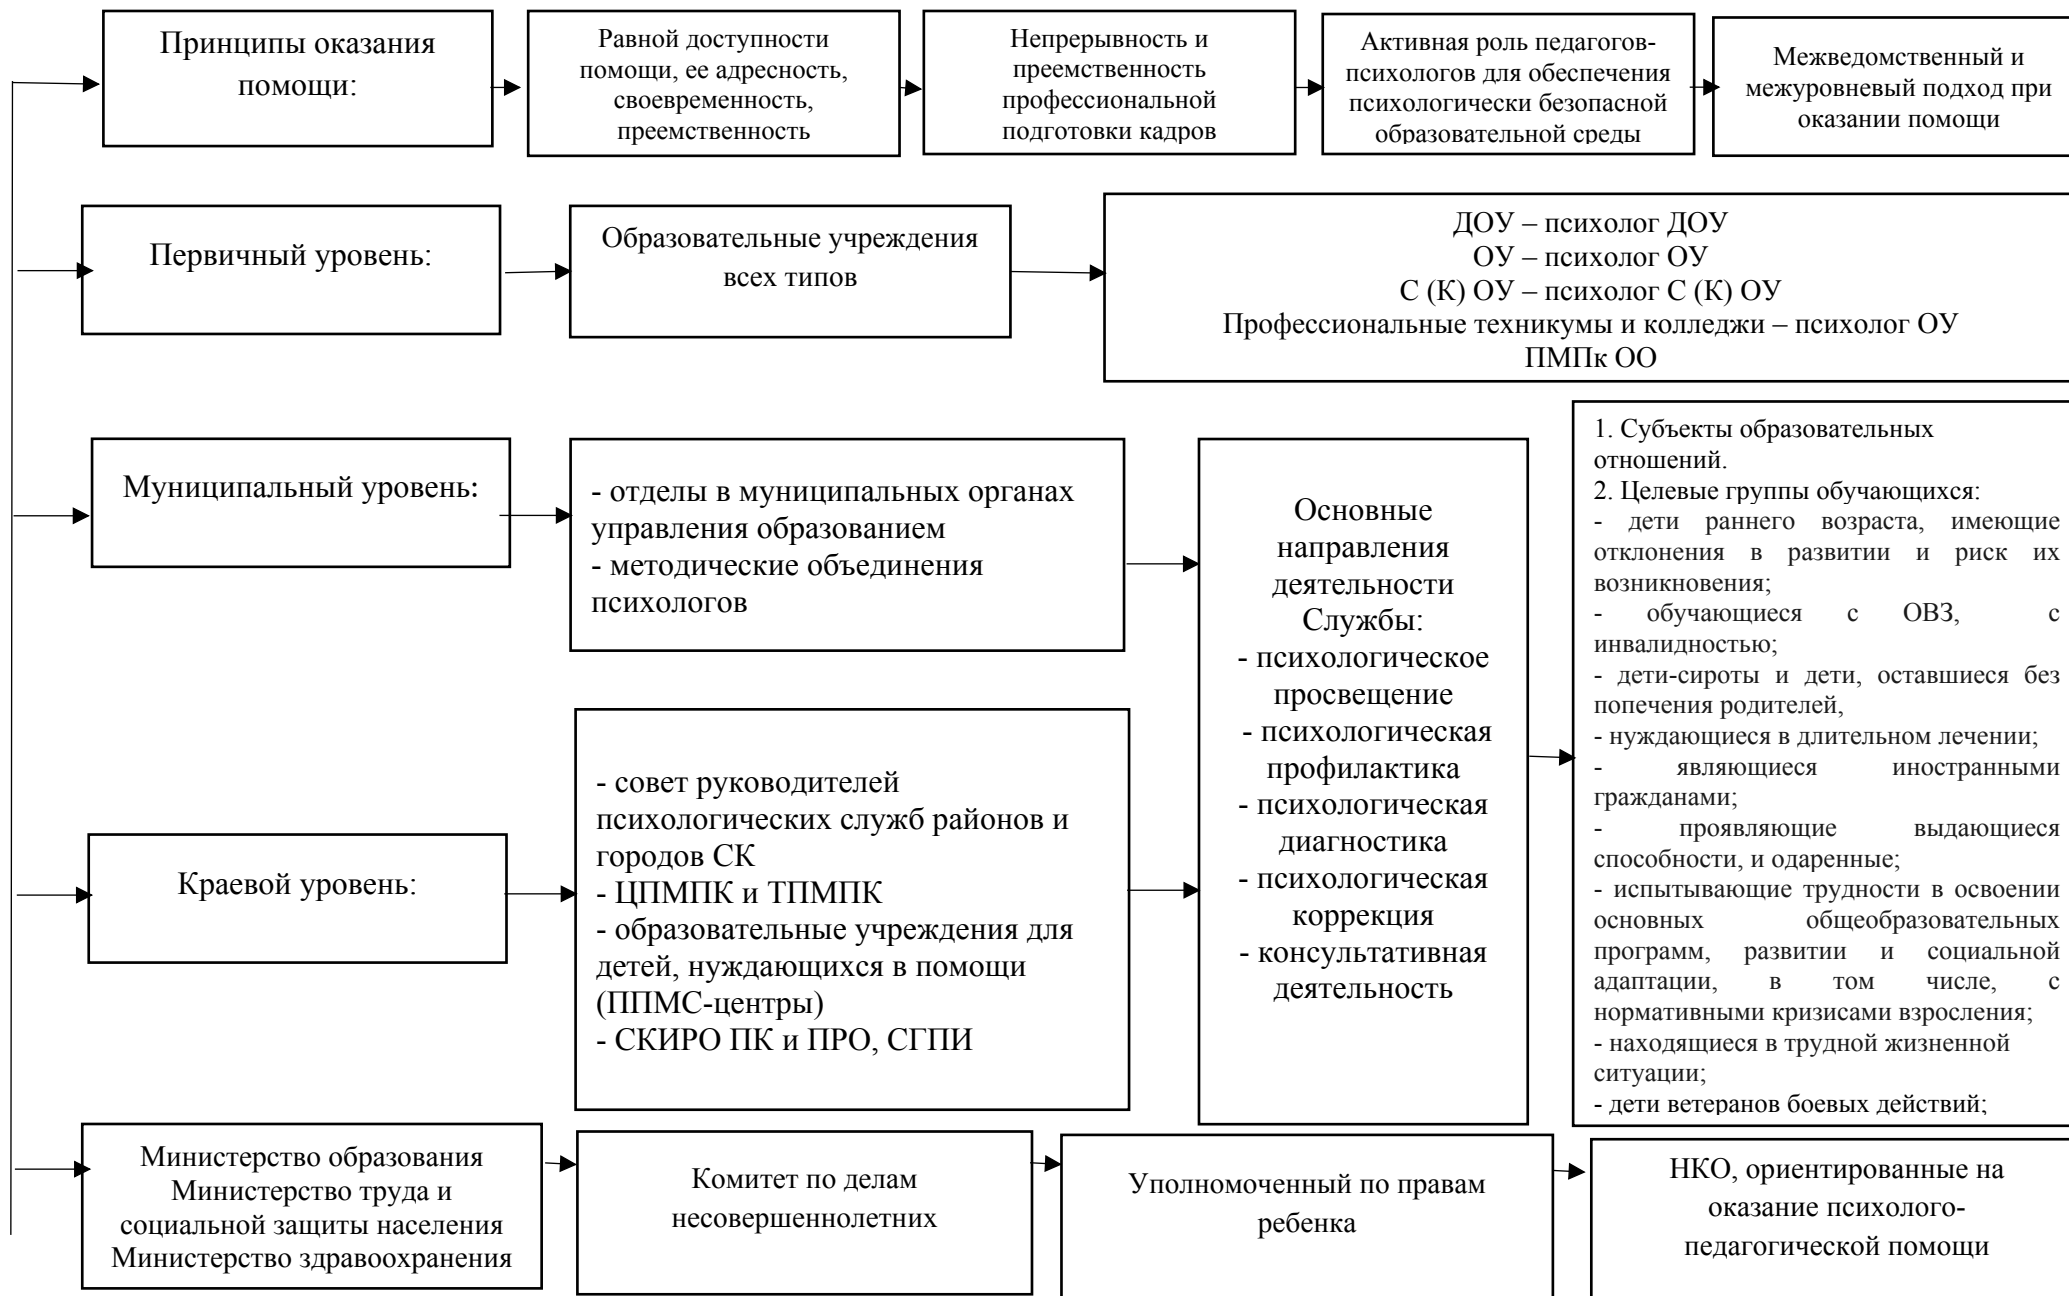 Принципы оказания
помощи:
Равной доступности
помощи, ее адресность,
своевременность,
преемственность
Непрерывность и
преемственность
профессиональной
подготовки кадров
Активная роль педагогов-
психологов для обеспечения
психологически безопасной
образовательной среды
Межведомственный и
межуровневый подход при
оказании помощи
Первичный уровень:
Образовательные учреждения
всех типов
ДОУ – психолог ДОУ
ОУ – психолог ОУ
С (К) ОУ – психолог С (К) ОУ
Профессиональные техникумы и колледжи – психолог ОУ
ПМПк ОО
Муниципальный уровень:
- отделы в муниципальных органах
управления образованием
- методические объединения
психологов
Краевой уровень:
- совет руководителей
психологических служб районов и
городов СК
- ЦПМПК и ТПМПК
- образовательные учреждения для
детей, нуждающихся в помощи
(ППМС-центры)
- СКИРО ПК и ПРО, СГПИ
Основные
направления
деятельности
Службы:
- психологическое
просвещение
- психологическая
профилактика
- психологическая
диагностика
- психологическая
коррекция
- консультативная
деятельность
1. Субъекты образовательных
отношений.
2. Целевые группы обучающихся:
- дети раннего возраста, имеющие
отклонения в развитии и риск их
возникновения;
- обучающиеся с ОВЗ, с
инвалидностью;
- дети-сироты и дети, оставшиеся без
попечения родителей,
- нуждающиеся в длительном лечении;
- являющиеся иностранными
гражданами;
- проявляющие выдающиеся
способности, и одаренные;
- испытывающие трудности в освоении
основных общеобразовательных
программ, развитии и социальной
адаптации, в том числе, с
нормативными кризисами взросления;
- находящиеся в трудной жизненной
ситуации;
- дети ветеранов боевых действий;
Министерство образования
Министерство труда и
социальной защиты населения
Министерство здравоохранения
Комитет по делам
несовершеннолетних
Уполномоченный по правам
ребенка
НКО, ориентированные на
оказание психолого-
педагогической помощи